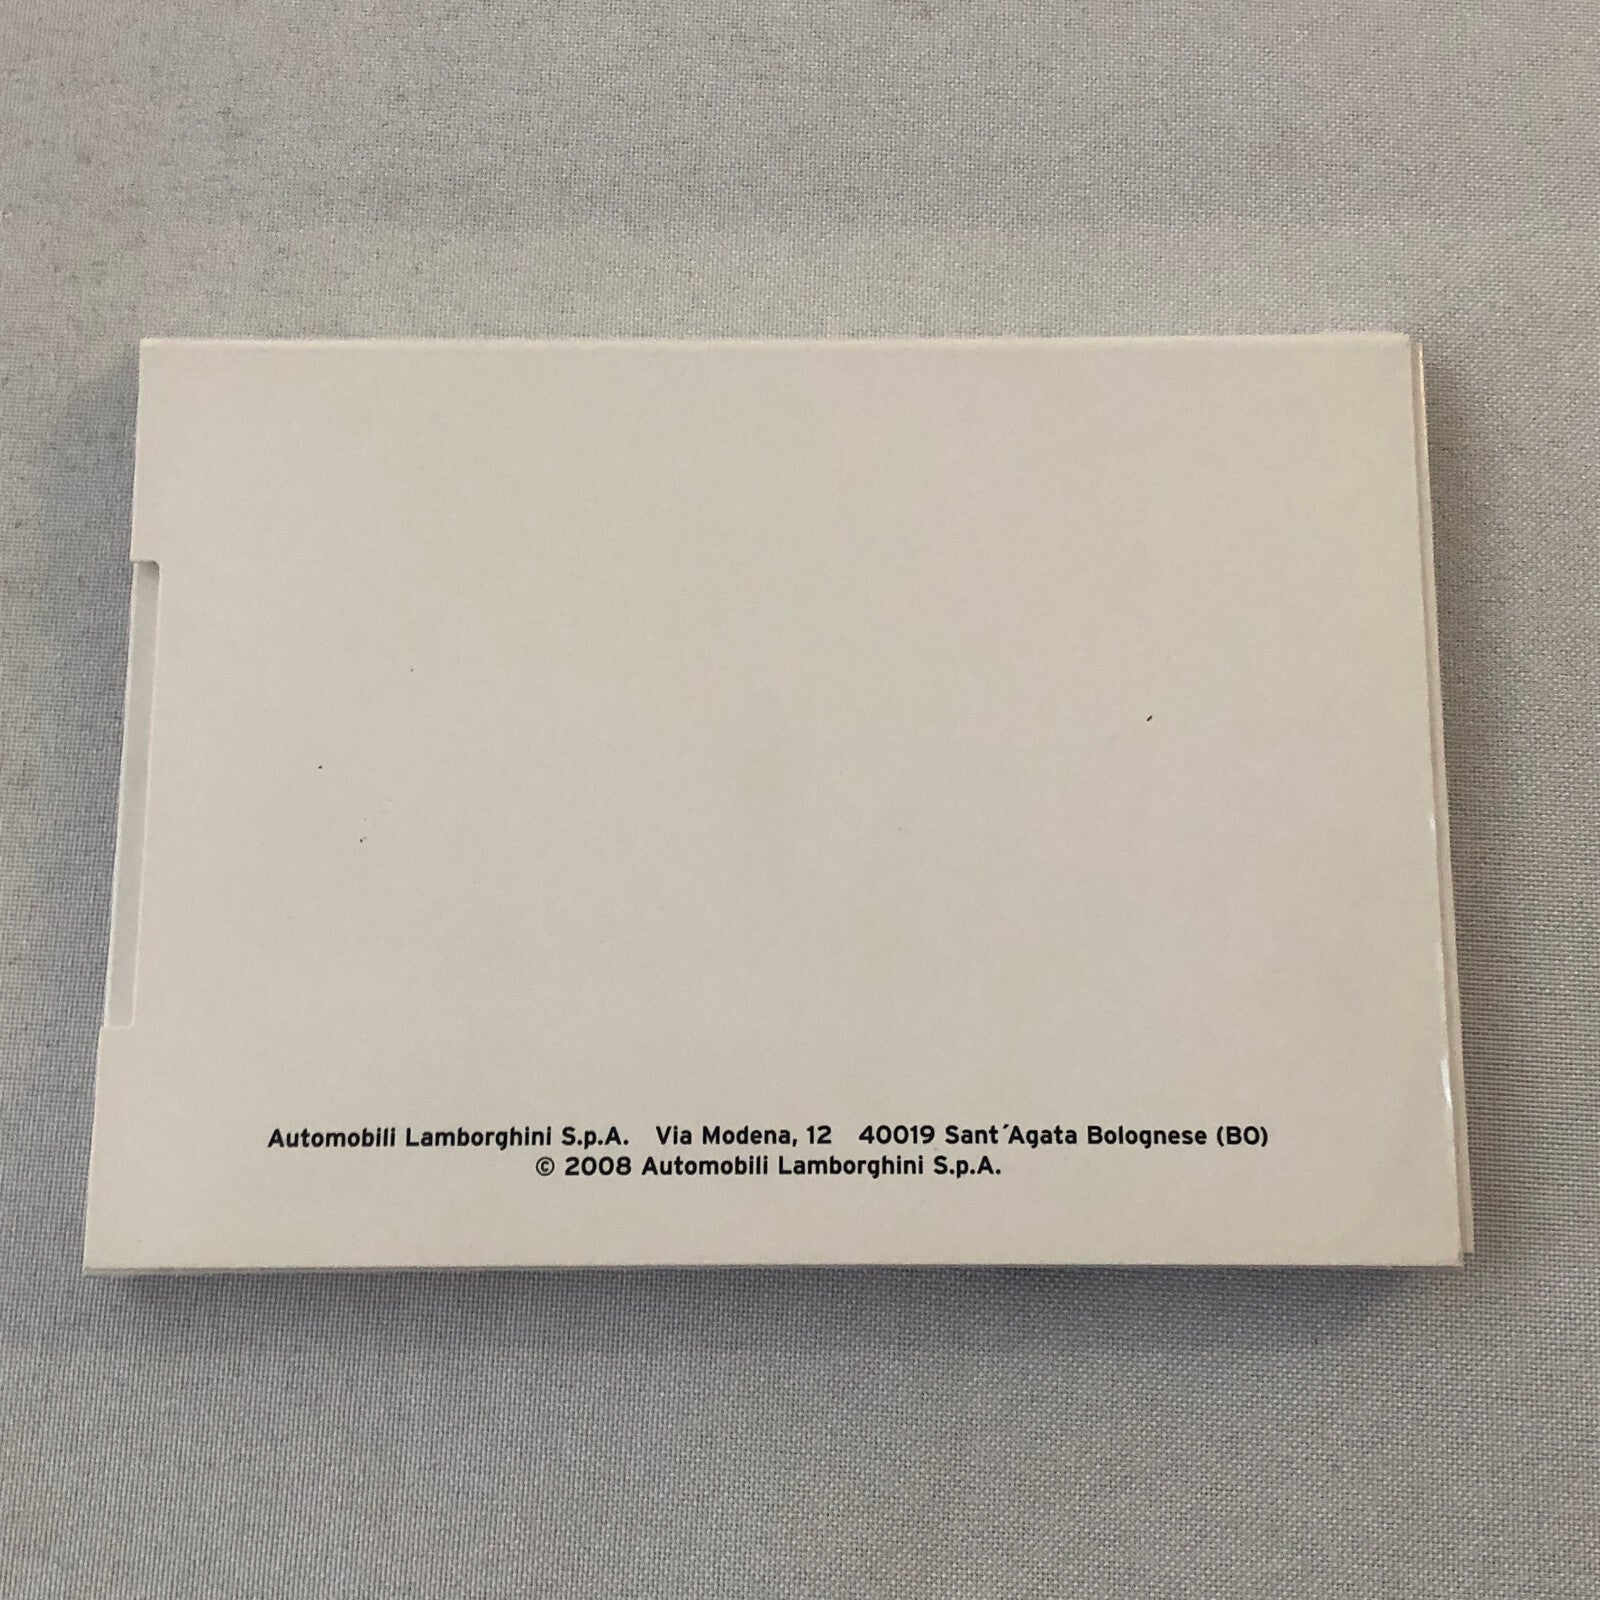 Automobili Lamborghini S.p.A. Via Modena, 12 40019 Sant´Agata Bolognese (BO)
© 2008 Automobili Lamborghini S.p.A.